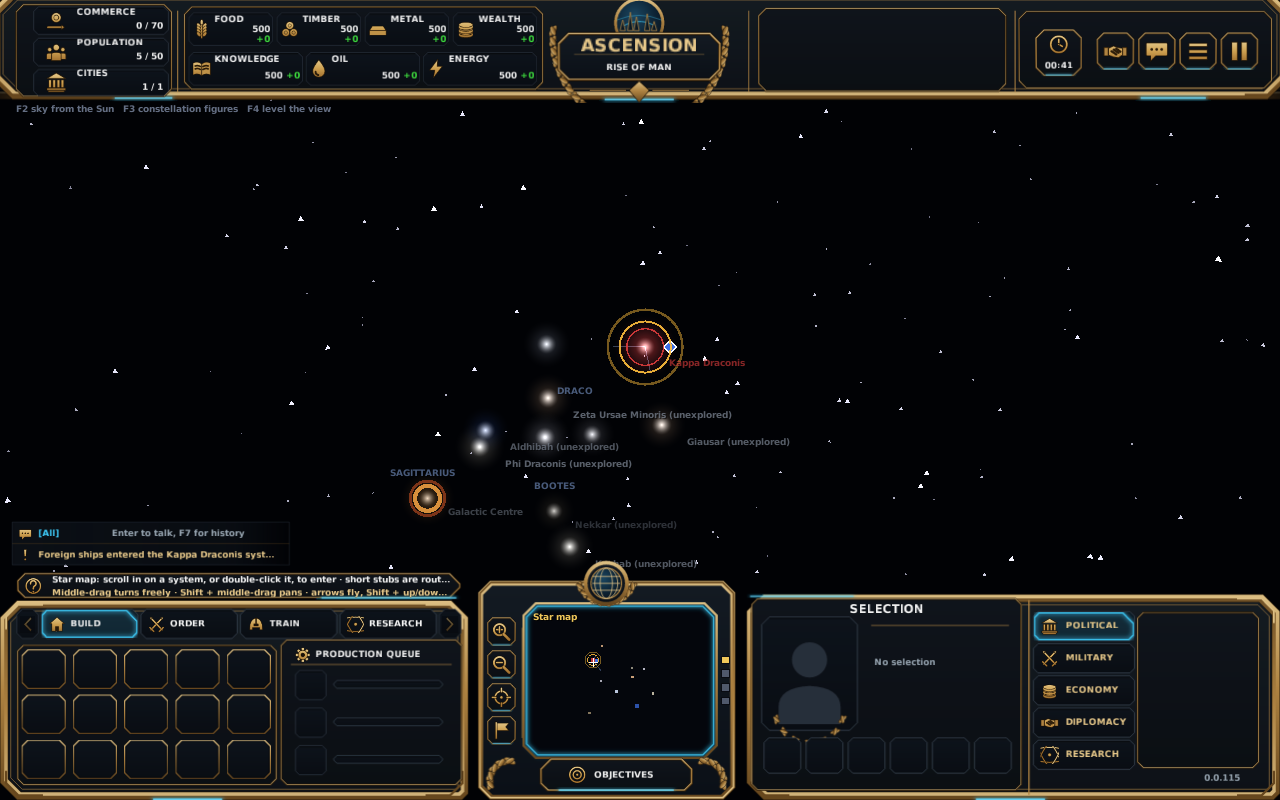 COMMERCE
0 / 70
POPULATION
5 / 50
CITIES
1 / 1
FOOD
500
+0
TIMBER
500
+0
METAL
500
+0
WEALTH
500
+0
KNOWLEDGE
500 +0
OIL
500 +0
ENERGY
500 +0
ASCENSION
RISE OF MAN
00:41
F2 sky from the Sun F3 constellation figures F4 level the view
Kappa Draconis
DRACO
Zeta Ursae Minoris (unexplored)
Giausar (unexplored)
Aldhibah (unexplored)
Phi Draconis (unexplored)
SAGITTARIUS
BOOTES
Galactic Centre
Nekkar (unexplored)
(unexplored)
[All] Enter to talk, F7 for history
! Foreign ships entered the Kappa Draconis syst...
Star map: scroll in on a system, or double-click it, to enter · short stubs are rout...
Middle-drag turns freely · Shift + middle-drag pans · arrows fly, Shift + up/dow...
BUILD
ORDER
TRAIN
RESEARCH
PRODUCTION QUEUE
Star map
OBJECTIVES
SELECTION
No selection
POLITICAL
MILITARY
ECONOMY
DIPLOMACY
RESEARCH
0.0.115